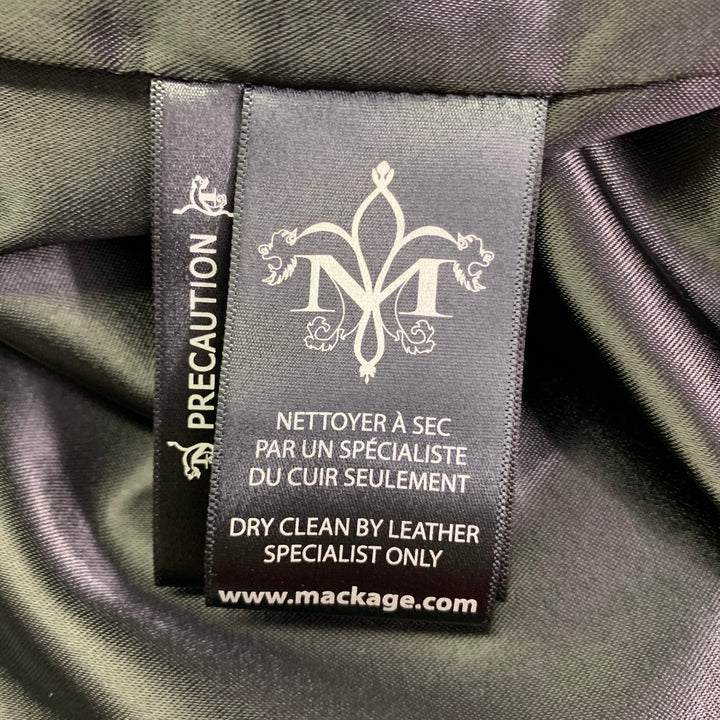 PRECAUTION
M
NETTOYER À SEC
PAR UN SPÉCIALISTE
DU CUIR SEULEMENT
DRY CLEAN BY LEATHER
SPECIALIST ONLY
www.mackage.com